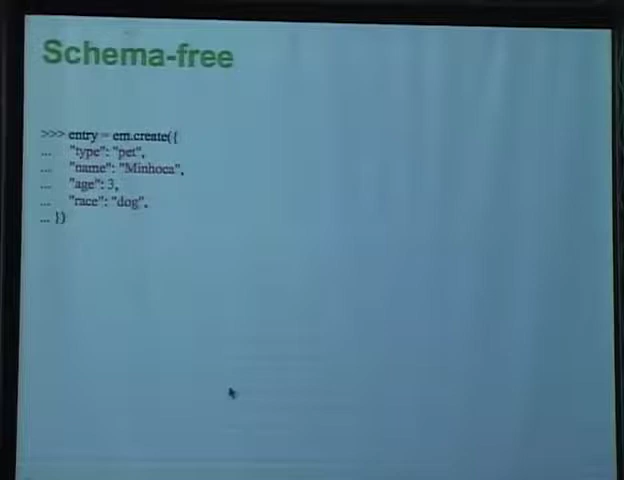 Schema-free
>>> entry = em.create({
... "type": "pet",
... "name": "Minhoca",
... "age": 3,
... "race": "dog",
... })